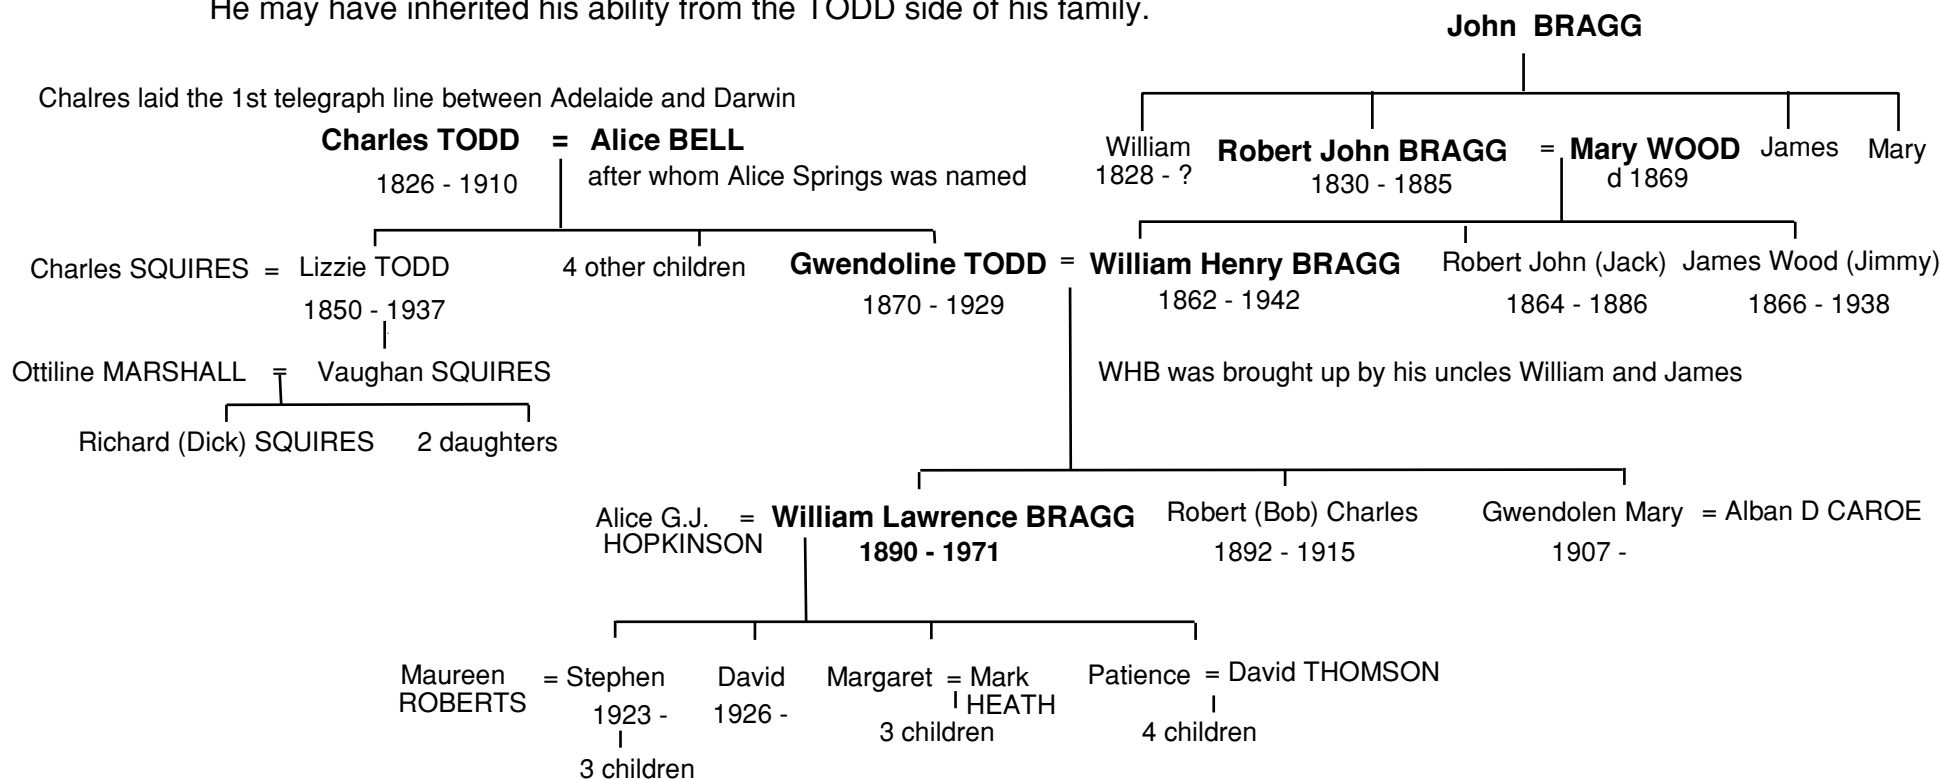 He may have inherited his ability from the TODD side of his family.
John BRAGG
Chalres laid the 1st telegraph line between Adelaide and Darwin
Charles TODD = Alice BELL
1826 - 1910
after whom Alice Springs was named
William
1828 - ?
Robert John BRAGG = Mary WOOD
1830 - 1885
d 1869
James
Mary
Charles SQUIRES = Lizzie TODD
1850 - 1937
4 other children
Gwendoline TODD = William Henry BRAGG
1870 - 1929
1862 - 1942
Robert John (Jack)
1864 - 1886
James Wood (Jimmy)
1866 - 1938
Ottiline MARSHALL = Vaughan SQUIRES
WHB was brought up by his uncles William and James
Richard (Dick) SQUIRES
2 daughters
Alice G.J. = William Lawrence BRAGG
HOPKINSON
1890 - 1971
Robert (Bob) Charles
1892 - 1915
Gwendolen Mary = Alban D CAROE
1907 -
Maureen = Stephen
ROBERTS
1923 -
3 children
David
1926 -
Margaret = Mark
HEATH
3 children
Patience = David THOMSON
4 children